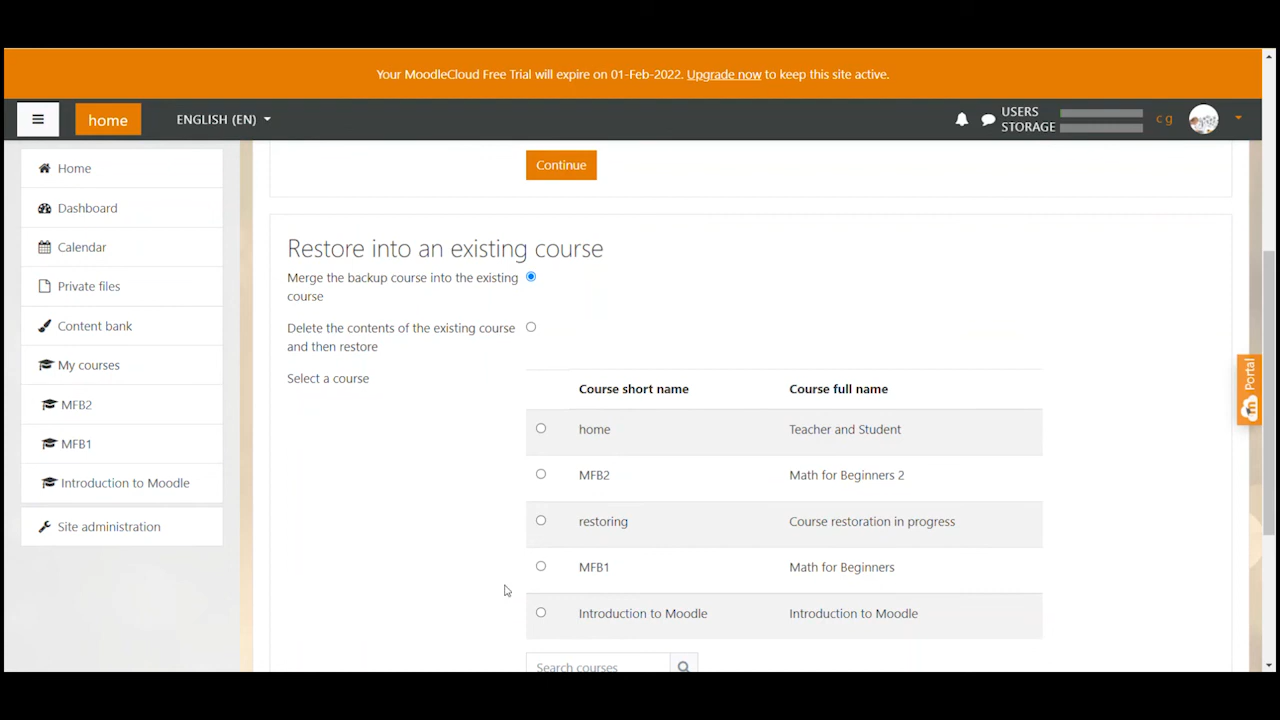 Your MoodleCloud Free Trial will expire on 01-Feb-2022. Upgrade now to keep this site active.
home
ENGLISH (EN)
USERS
STORAGE
c g
Home
Dashboard
Calendar
Private files
Content bank
My courses
MFB2
MFB1
Introduction to Moodle
Site administration
Continue
Restore into an existing course
Merge the backup course into the existing
course
Delete the contents of the existing course
and then restore
Select a course
Course short name Course full name
home Teacher and Student
MFB2 Math for Beginners 2
restoring Course restoration in progress
MFB1 Math for Beginners
Introduction to Moodle Introduction to Moodle
Search courses
Portal